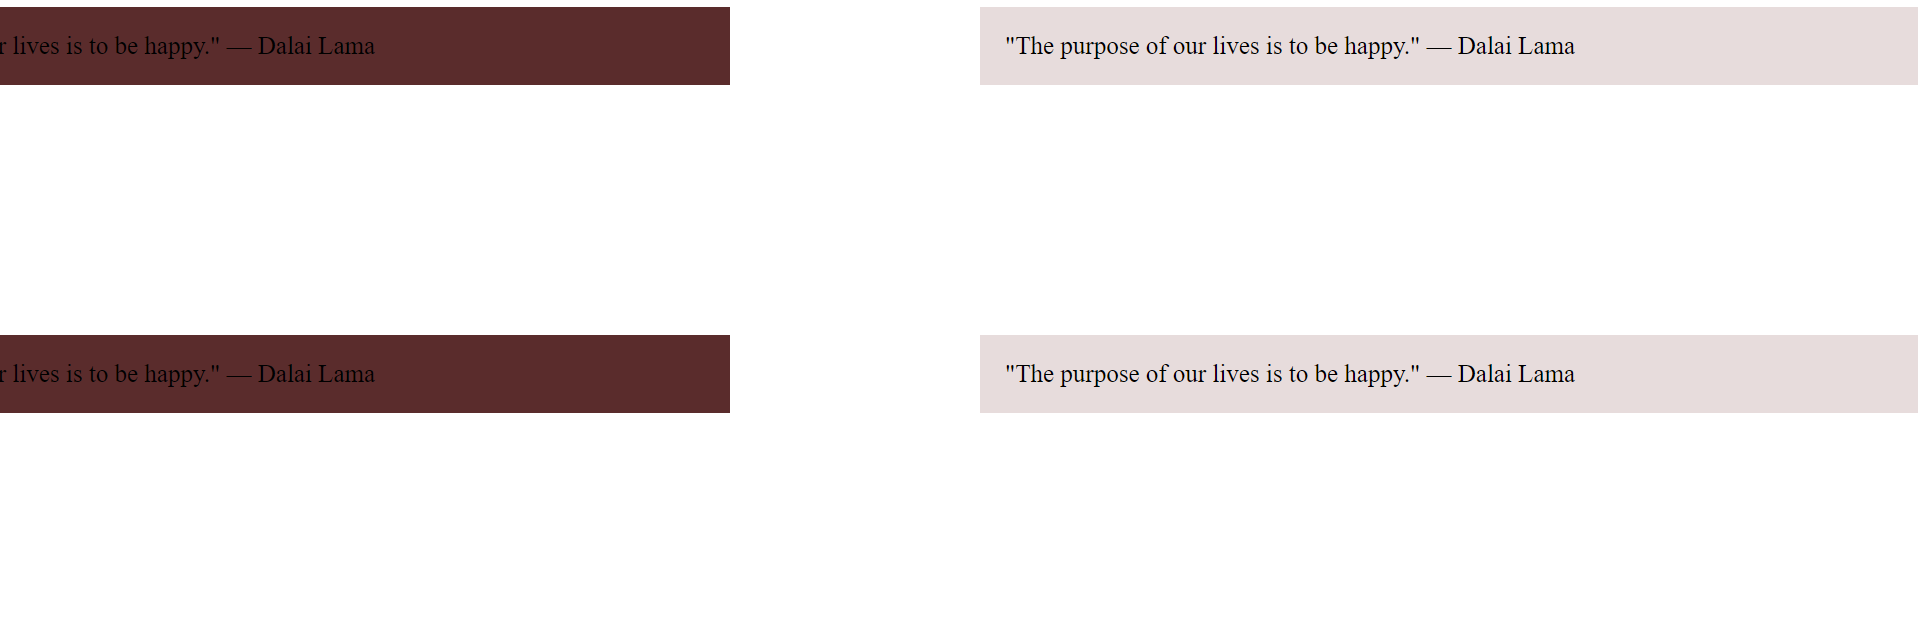 lives is to be happy." — Dalai Lama
"The purpose of our lives is to be happy." — Dalai Lama
lives is to be happy." — Dalai Lama
"The purpose of our lives is to be happy." — Dalai Lama